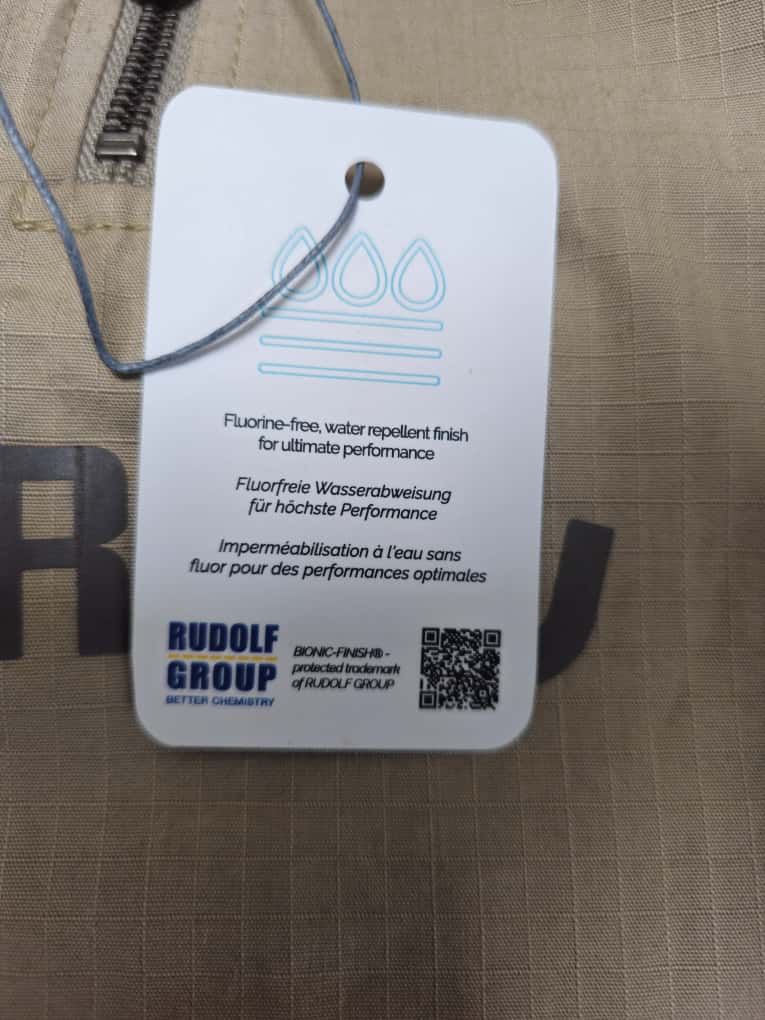 Fluorine-free, water repellent finish
for ultimate performance
Fluorfreie Wasserabweisung
für höchste Performance
Imperméabilisation à l'eau sans
fluor pour des performances optimales
RUDOLF
GROUP
BETTER CHEMISTRY
BIONIC-FINISH® -
protected trademark
of RUDOLF GROUP
R